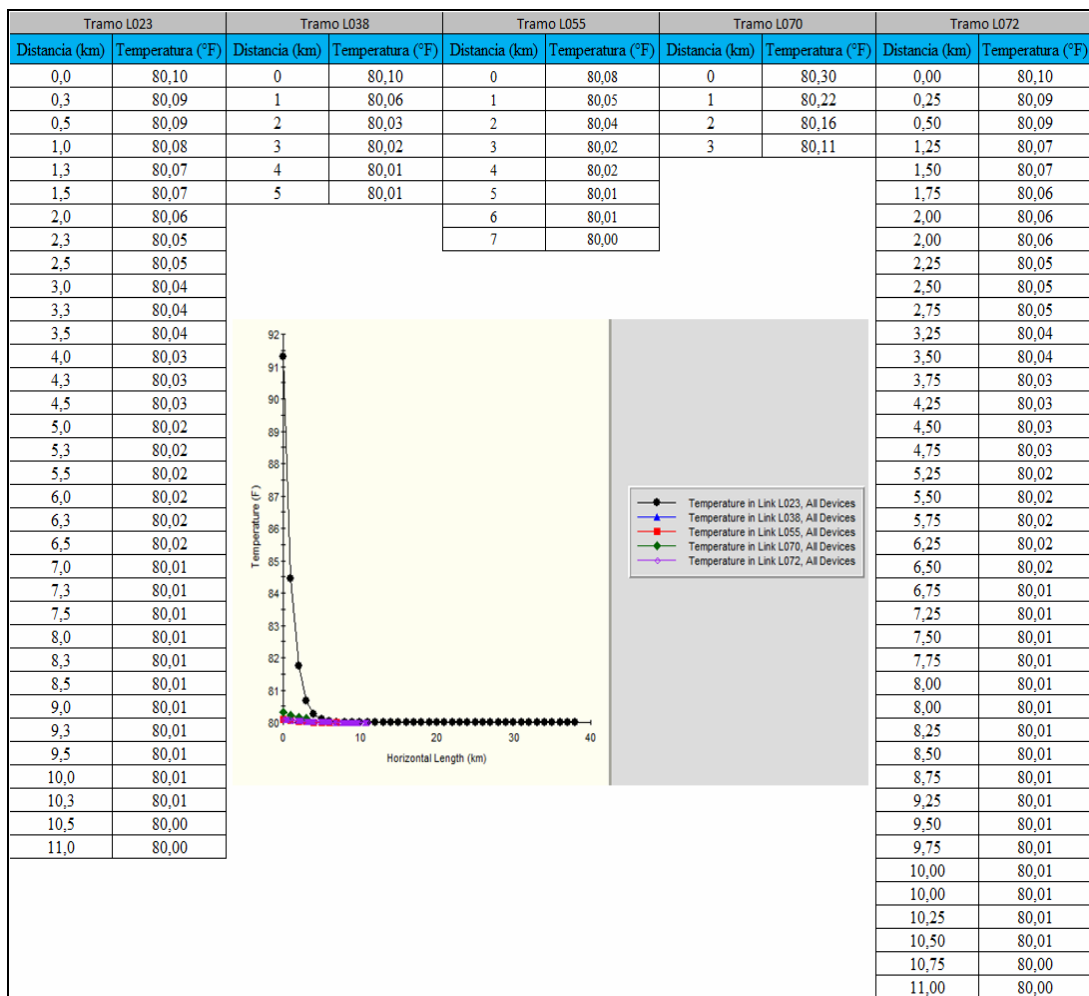 Tramo L023 Tramo L038 Tramo L055 Tramo L070 Tramo L072
Distancia (km) Temperatura (°F) Distancia (km) Temperatura (°F) Distancia (km) Temperatura (°F) Distancia (km) Temperatura (°F) Distancia (km) Temperatura (°F)
0,0 80,10 0 80,10 0 80,08 0 80,30 0,00 80,10
0,3 80,09 1 80,06 1 80,05 1 80,22 0,25 80,09
0,5 80,09 2 80,03 2 80,04 2 80,16 0,50 80,09
1,0 80,08 3 80,02 3 80,02 3 80,11 1,25 80,07
1,3 80,07 4 80,01 4 80,02 1,50 80,07
1,5 80,07 5 80,01 5 80,01 1,75 80,06
2,0 80,06 6 80,01 2,00 80,06
2,3 80,05 7 80,00 2,00 80,06
2,5 80,05 2,25 80,05
3,0 80,04 2,50 80,05
3,3 80,04 2,75 80,05
3,5 80,04 3,25 80,04
4,0 80,03 3,50 80,04
4,3 80,03 3,75 80,03
4,5 80,03 4,25 80,03
5,0 80,02 4,50 80,03
5,3 80,02 4,75 80,03
5,5 80,02 5,25 80,02
6,0 80,02 5,50 80,02
6,3 80,02 5,75 80,02
6,5 80,02 6,25 80,02
7,0 80,01 6,50 80,02
7,3 80,01 6,75 80,01
7,5 80,01 7,25 80,01
8,0 80,01 7,50 80,01
8,3 80,01 7,75 80,01
8,5 80,01 8,00 80,01
9,0 80,01 8,00 80,01
9,3 80,01 8,25 80,01
9,5 80,01 8,50 80,01
10,0 80,01 8,75 80,01
10,3 80,01 9,25 80,01
10,5 80,00 9,50 80,01
11,0 80,00 9,75 80,01
10,00 80,01
10,00 80,01
10,25 80,01
10,50 80,01
10,75 80,00
11,00 80,00
92
91
90
89
88
87
86
85
84
83
82
81
80
Temperature (F)
0 10 20 30 40
Horizontal Length (km)
Temperature in Link L023, All Devices
Temperature in Link L038, All Devices
Temperature in Link L055, All Devices
Temperature in Link L070, All Devices
Temperature in Link L072, All Devices